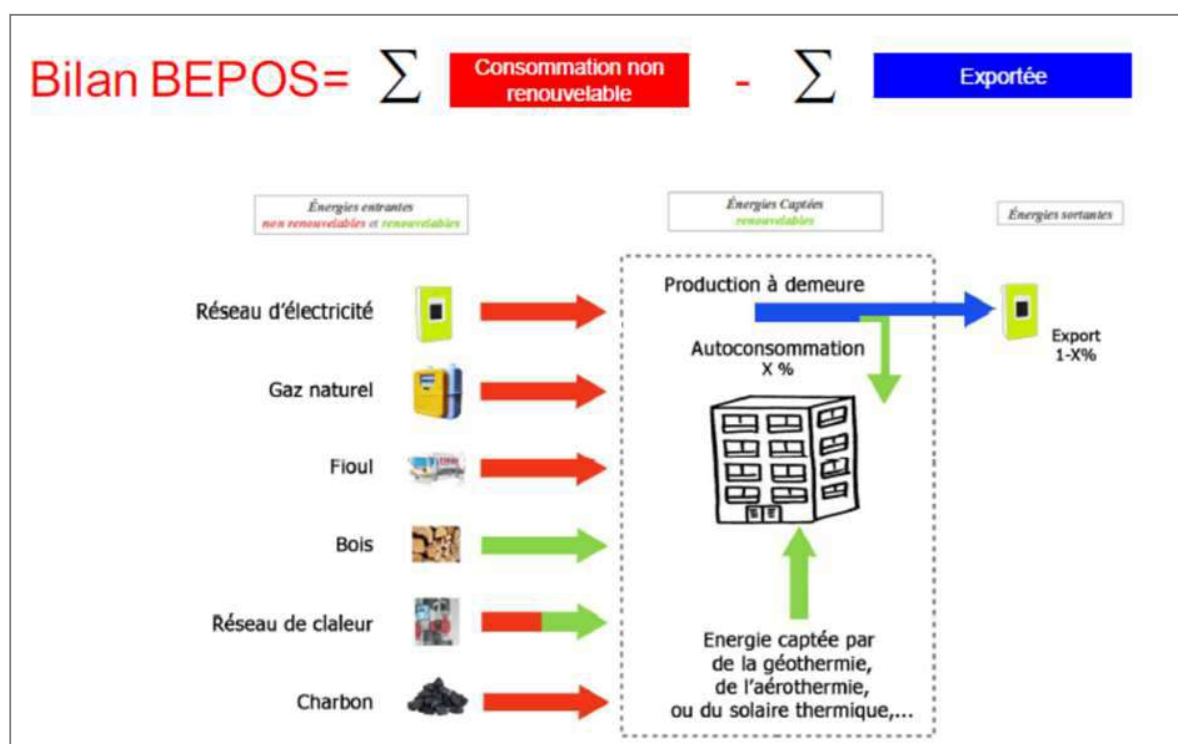 Bilan BEPOS= ∑ Consommation non - ∑ Exportée
renouvelable
Énergies entrantes
non renouvelables et renouvelables
Énergies Captées
renouvelables
Énergies sortantes
Réseau d'électricité
Gaz naturel
Fioul
Bois
Réseau de claleur
Charbon
Production à demeure
Autoconsommation
X %
Export
1-X%
Energie captée par
de la géothermie,
de l'aérothermie,
ou du solaire thermique,...